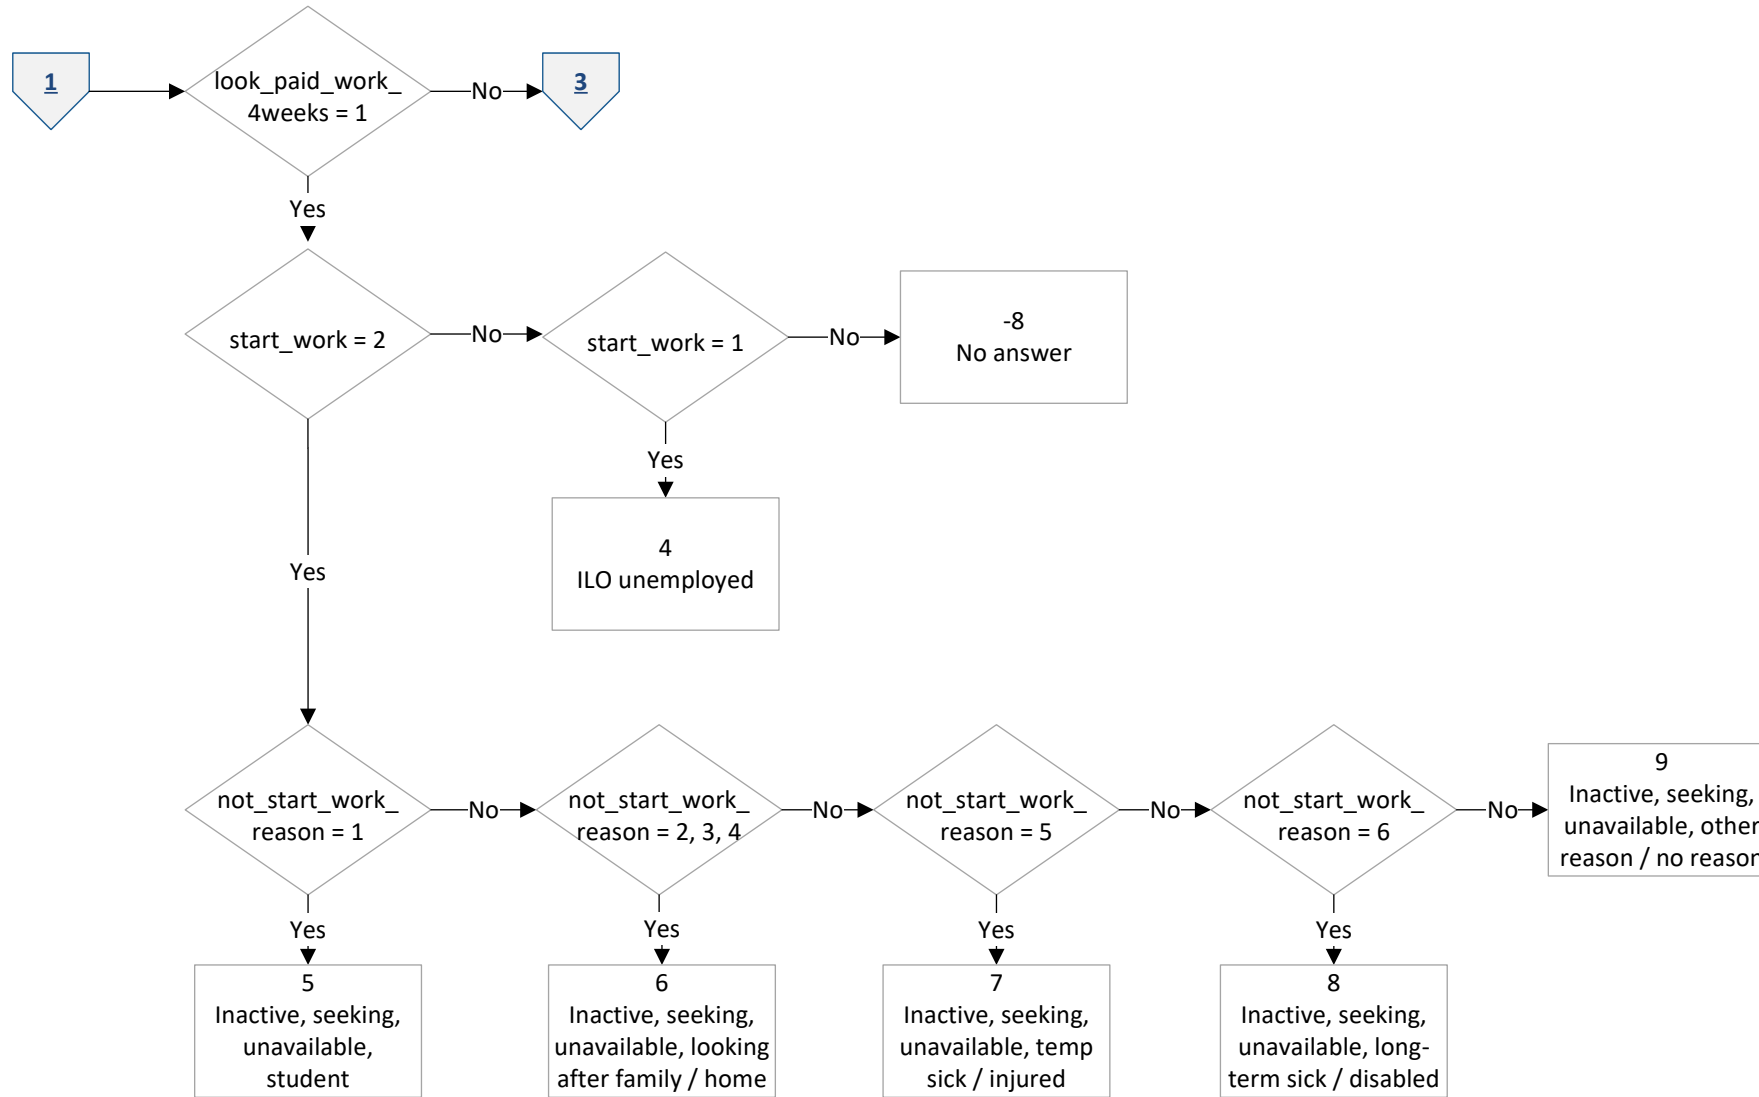 1
look_paid_work_
4weeks = 1
No
3
Yes
start_work = 2
No
start_work = 1
No
-8
No answer
Yes
4
ILO unemployed
Yes
not_start_work_
reason = 1
No
not_start_work_
reason = 2, 3, 4
No
not_start_work_
reason = 5
No
not_start_work_
reason = 6
No
9
Inactive, seeking,
unavailable, other
reason / no reason
Yes
5
Inactive, seeking,
unavailable,
student
Yes
6
Inactive, seeking,
unavailable, looking
after family / home
Yes
7
Inactive, seeking,
unavailable, temp
sick / injured
Yes
8
Inactive, seeking,
unavailable, long-
term sick / disabled